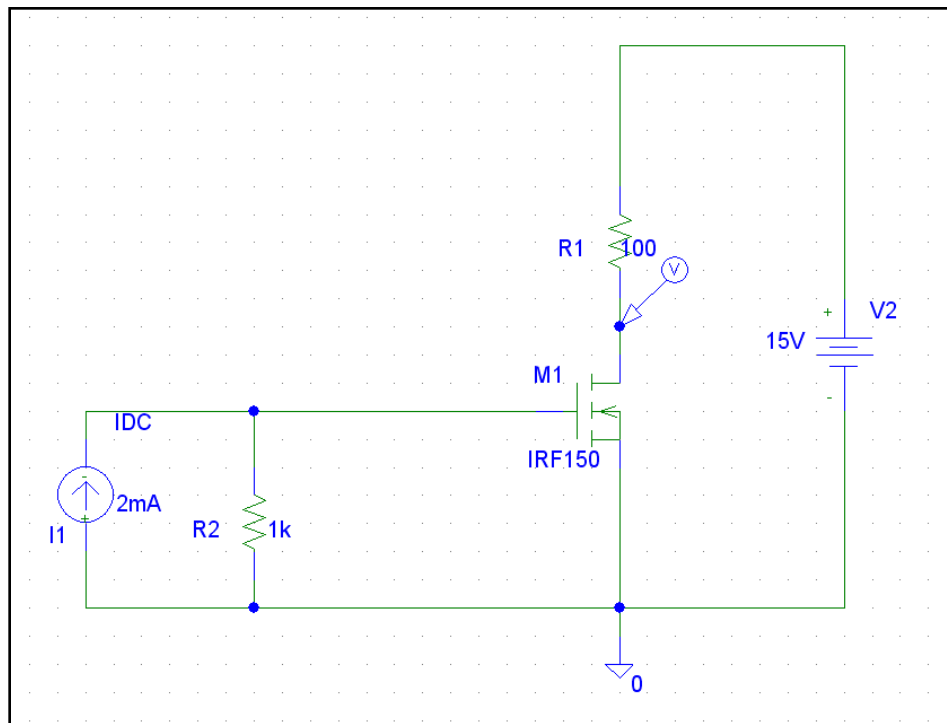 R1 100
V
+ V2
15V
-
M1
IDC
IRF150
-
2mA
+
I1
R2 1k
0